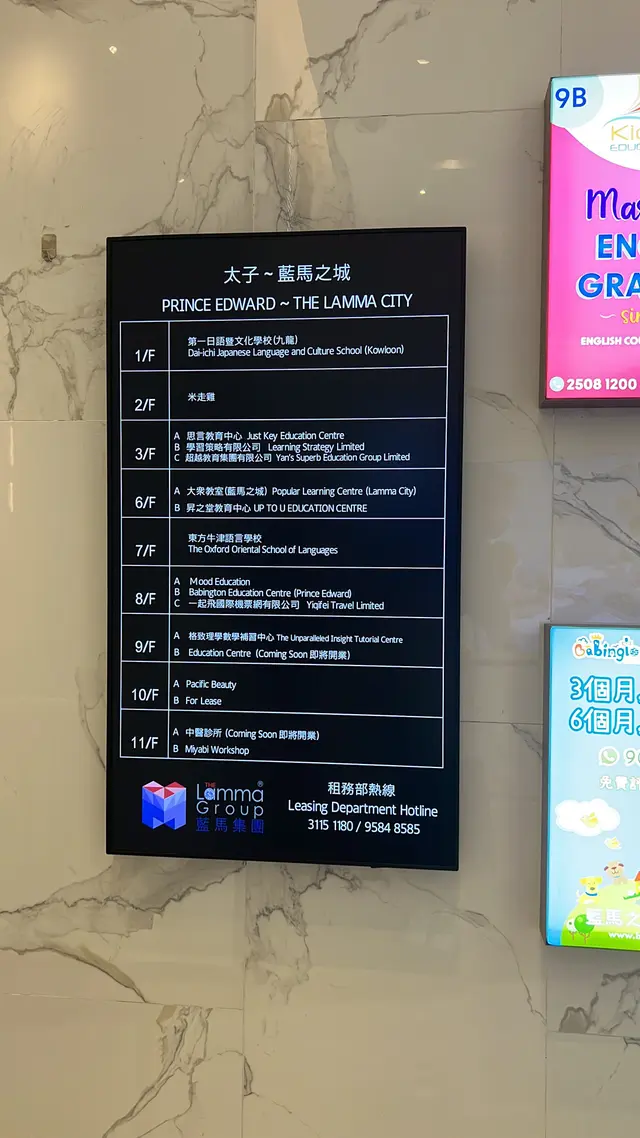 太子 ~ 藍馬之城
PRINCE EDWARD ~ THE LAMMA CITY
1/F
第一日語暨文化學校(九龍)
Dai-ichi Japanese Language and Culture School (Kowloon)
2/F
米走雞
3/F
A 思言教育中心 Just Key Education Centre
B 學習策略有限公司 Learning Strategy Limited
C 超越教育集團有限公司 Yan's Superb Education Group Limited
6/F
A 大衆教室(藍馬之城) Popular Learning Centre (Lamma City)
B 昇之堂教育中心 UP TO U EDUCATION CENTRE
7/F
東方牛津語言學校
The Oxford Oriental School of Languages
8/F
A Mood Education
B Babington Education Centre (Prince Edward)
C 一起飛國際機票網有限公司 Yiqifei Travel Limited
9/F
A 格致理學數學補習中心 The Unparalleled Insight Tutorial Centre
B Education Centre (Coming Soon 即將開業)
10/F
A Pacific Beauty
B For Lease
11/F
A 中醫診所 (Coming Soon 即將開業)
B Miyabi Workshop
THE
Lamma®
Group
藍馬集團
租務部熱線
Leasing Department Hotline
3115 1180 / 9584 8585
9B
ENGLISH
2508 1200
3個月
6個月
90
免費
藍馬之
www.